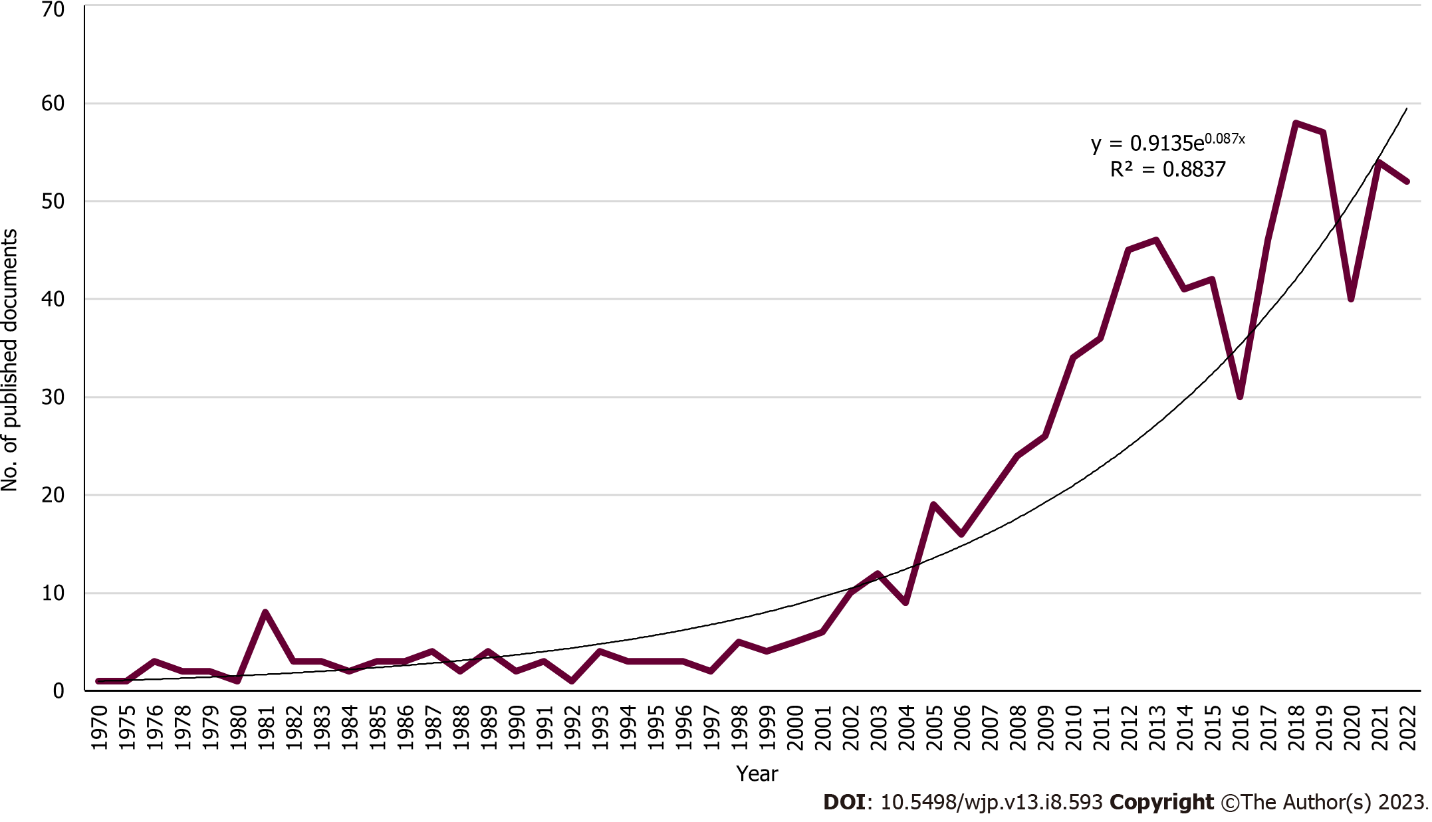 70
60
50
40
30
20
10
0
No. of published documents
y = 0.9135e^0.087x
R² = 0.8837
1970 1975 1976 1978 1979 1980 1981 1982 1983 1984 1985 1986 1987 1988 1989 1990 1991 1992 1993 1994 1995 1996 1997 1998 1999 2000 2001 2002 2003 2004 2005 2006 2007 2008 2009 2010 2011 2012 2013 2014 2015 2016 2017 2018 2019 2020 2021 2022
Year
DOI: 10.5498/wjp.v13.i8.593 Copyright ©The Author(s) 2023.